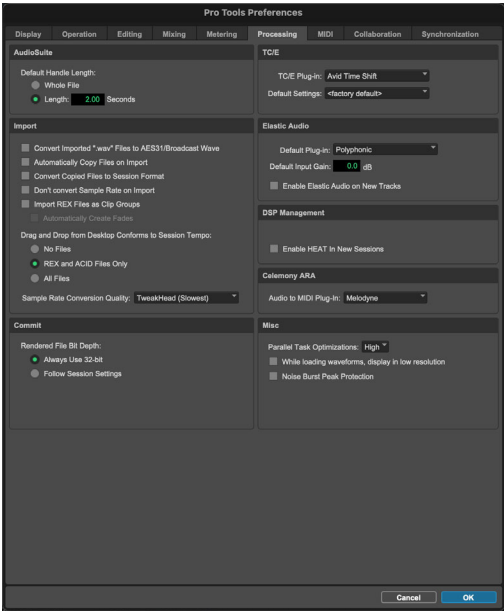 Pro Tools Preferences
Display Operation Editing Mixing Metering Processing MIDI Collaboration Synchronization
AudioSuite
Default Handle Length:
Whole File
Length: 2.00 Seconds
Import
Convert Imported ".wav" Files to AES31/Broadcast Wave
Automatically Copy Files on Import
Convert Copied Files to Session Format
Don't convert Sample Rate on Import
Import REX Files as Clip Groups
Automatically Create Fades
Drag and Drop from Desktop Conforms to Session Tempo:
No Files
REX and ACID Files Only
All Files
Sample Rate Conversion Quality: TweakHead (Slowest)
Commit
Rendered File Bit Depth:
Always Use 32-bit
Follow Session Settings
TC/E
TC/E Plug-in: Avid Time Shift
Default Settings: <factory default>
Elastic Audio
Default Plug-in: Polyphonic
Default Input Gain: 0.0 dB
Enable Elastic Audio on New Tracks
DSP Management
Enable HEAT In New Sessions
Celemony ARA
Audio to MIDI Plug-In: Melodyne
Misc
Parallel Task Optimizations: High
While loading waveforms, display in low resolution
Noise Burst Peak Protection
Cancel OK